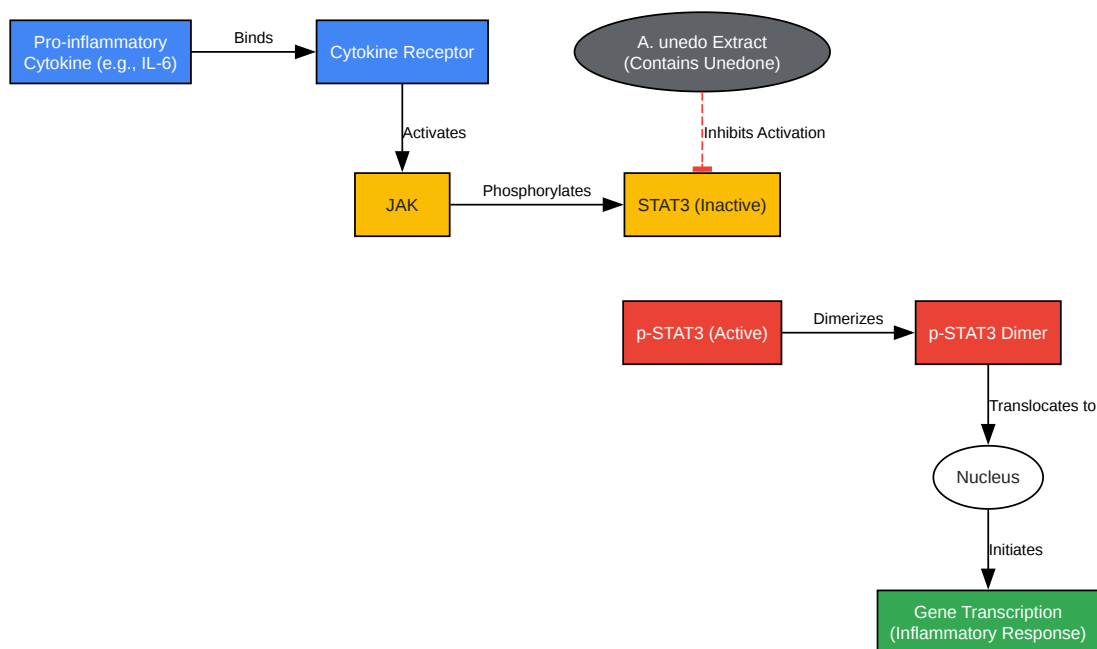 Pro-inflammatory
Cytokine (e.g., IL-6)
Binds
Cytokine Receptor
A. unedo Extract
(Contains Unedone)
Activates
Inhibits Activation
JAK
Phosphorylates
STAT3 (Inactive)
p-STAT3 (Active)
Dimerizes
p-STAT3 Dimer
Translocates to
Nucleus
Initiates
Gene Transcription
(Inflammatory Response)